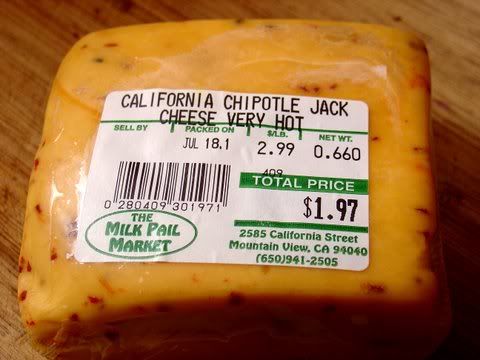 CALIFORNIA CHIPOTLE JACK
CHEESE VERY HOT
SELL BY PACKED ON $/LB. NET WT.
JUL 18.1 2.99 0.660
409
TOTAL PRICE
$1.97
0 280409 301971
THE
MILK PAIL
MARKET
2585 California Street
Mountain View, CA 94040
(650)941-2505